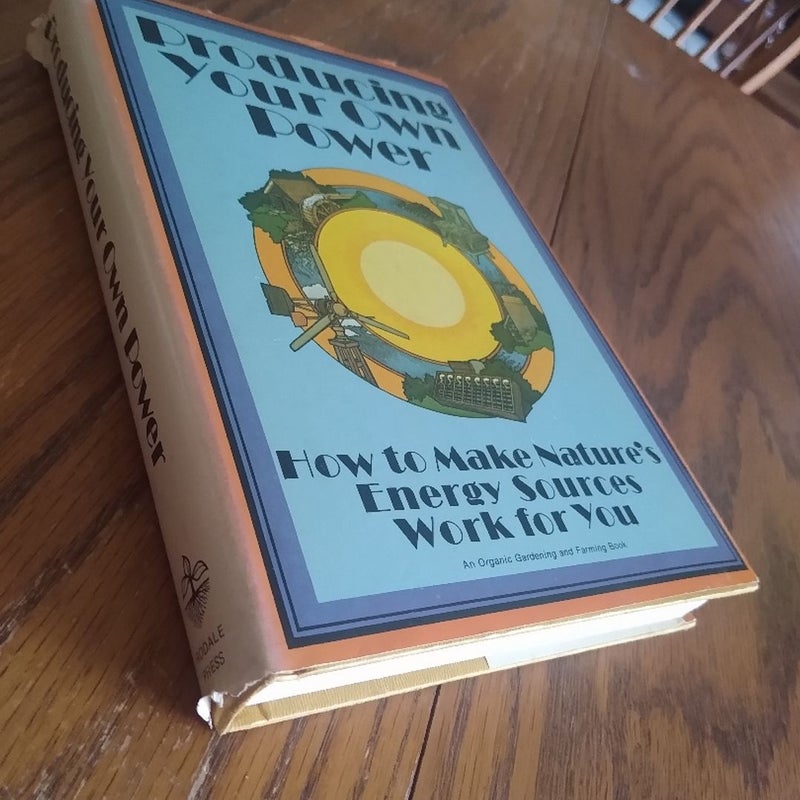 Producing
Your Own
Power
How to Make Nature's
Energy Sources
Work for You
An Organic Gardening and Farming Book
Producing Your Own Power
RODALE
PRESS